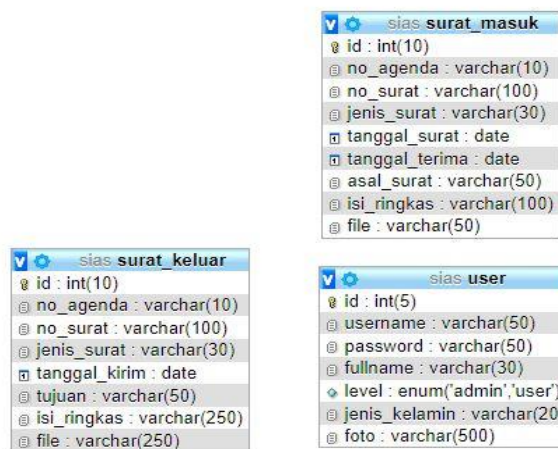 sias surat_masuk
id : int(10)
no_agenda : varchar(10)
no_surat : varchar(100)
jenis_surat : varchar(30)
tanggal_surat : date
tanggal_terima : date
asal_surat : varchar(50)
isi_ringkas : varchar(100)
file : varchar(50)
sias surat_keluar
id : int(10)
no_agenda : varchar(10)
no_surat : varchar(100)
jenis_surat : varchar(30)
tanggal_kirim : date
tujuan : varchar(50)
isi_ringkas : varchar(250)
file : varchar(250)
sias user
id : int(5)
username : varchar(50)
password : varchar(50)
fullname : varchar(30)
level : enum('admin','user')
jenis_kelamin : varchar(20
foto : varchar(500)